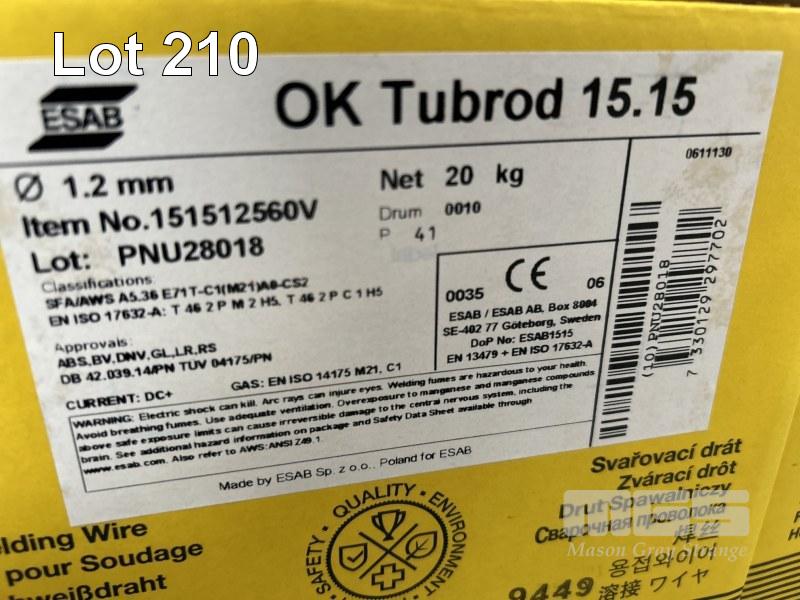 Lot 210
ESAB
OK Tubrod 15.15
0611130
Ø 1.2 mm
Net 20 kg
Item No.151512560V
Drum 0010
Lot: PNU28018
P 41
Classifications:
SFA/AWS A5.36 E71T-C1(M21)A0-CS2
EN ISO 17632-A: T 46 2 P M 2 H5, T 46 2 P C 1 H5
CE
0035
06
ESAB / ESAB AB, Box 8004
SE-402 77 Göteborg, Sweden
DoP No: ESAB1515
EN 13479 + EN ISO 17632-A
Approvals:
ABS,BV,DNV,GL,LR,RS
DB 42.039.14/PN TUV 04175/PN
CURRENT: DC+
GAS: EN ISO 14175 M21, C1
WARNING: Electric shock can kill. Arc rays can injure eyes. Welding fumes are hazardous to your health.
Avoid breathing fumes. Use adequate ventilation. Overexposure to manganese and manganese compounds
above safe exposure limits can cause irreversible damage to the central nervous system, including the
brain. See additional hazard information on package and Safety Data Sheet available through
www.esab.com. Also refer to AWS:ANSI Z49.1.
Made by ESAB Sp. z o.o., Poland for ESAB
(10) PNU28018
7 330129 297702
SAFETY • QUALITY • ENVIRONMENT
elding Wire
pour Soudage
hweißdraht
Svařovací drát
Zvárací drôt
Drut Spawalniczy
Сварочная проволока
焊丝
용접와이어
溶接 ワイヤ
9449
MGS
Mason Gray Strange